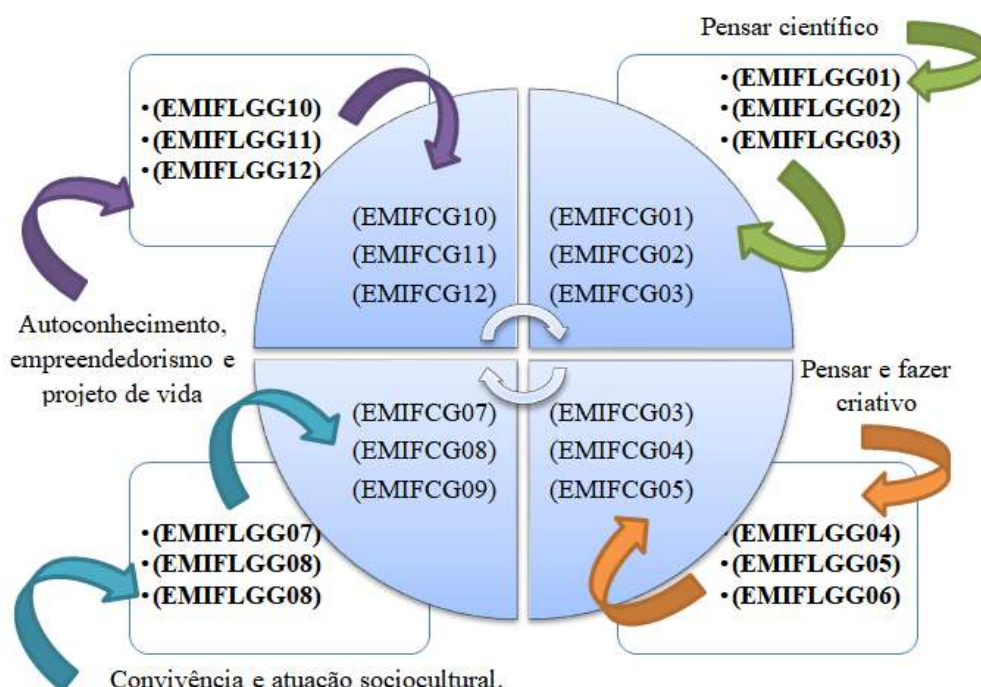 Pensar científico
• (EMIFLGG10)
• (EMIFLGG11)
• (EMIFLGG12)
• (EMIFLGG01)
• (EMIFLGG02)
• (EMIFLGG03)
(EMIFCG10)
(EMIFCG11)
(EMIFCG12)
(EMIFCG01)
(EMIFCG02)
(EMIFCG03)
Autoconhecimento,
empreendedorismo e
projeto de vida
Pensar e fazer
criativo
(EMIFCG07)
(EMIFCG08)
(EMIFCG09)
(EMIFCG03)
(EMIFCG04)
(EMIFCG05)
• (EMIFLGG07)
• (EMIFLGG08)
• (EMIFLGG08)
• (EMIFLGG04)
• (EMIFLGG05)
• (EMIFLGG06)
Convivência e atuação sociocultural.